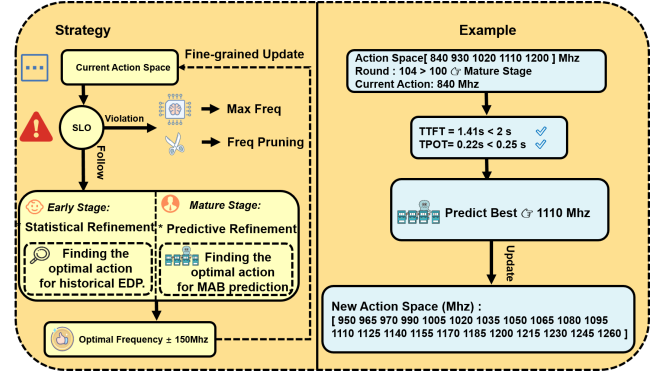 Strategy
Fine-grained Update
Current Action Space
SLO
Violation
Max Freq
Freq Pruning
Follow
Early Stage:
Statistical Refinement
Finding the
optimal action
for historical EDP.
Mature Stage:
* Predictive Refinement
Finding the
optimal action
for MAB prediction
Optimal Frequency ± 150Mhz
Example
Action Space[ 840 930 1020 1110 1200 ] Mhz
Round : 104 > 100 ☞ Mature Stage
Current Action: 840 Mhz
TTFT = 1.41s < 2 s
TPOT= 0.22s < 0.25 s
Predict Best ☞ 1110 Mhz
Update
New Action Space (Mhz) :
[ 950 965 970 990 1005 1020 1035 1050 1065 1080 1095
1110 1125 1140 1155 1170 1185 1200 1215 1230 1245 1260 ]